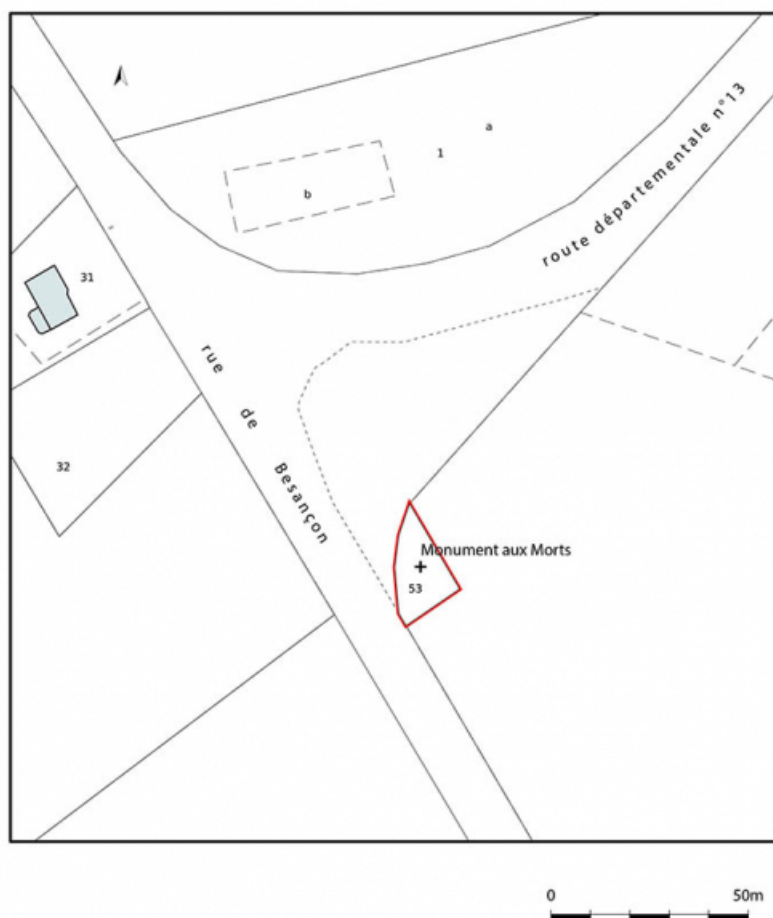 a
1
b
route départementale n°13
31
rue de Besançon
32
Monument aux Morts
53
0
50m